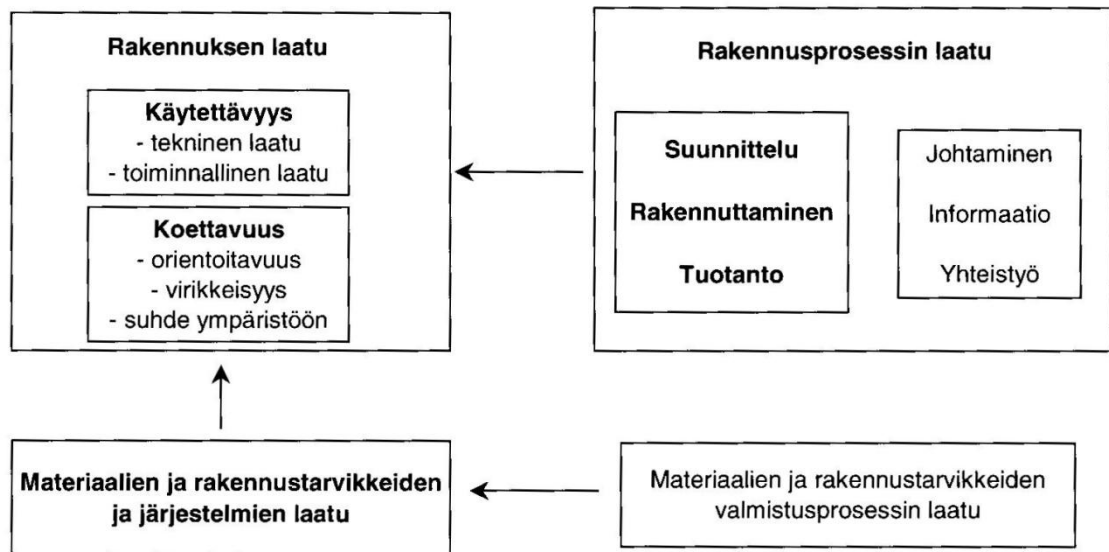 Rakennuksen laatu
Käytettävyys
- tekninen laatu
- toiminnallinen laatu
Koettavuus
- orientoitavuus
- virikkeisyys
- suhde ympäristöön
Rakennusprosessin laatu
Suunnittelu
Rakennuttaminen
Tuotanto
Johtaminen
Informaatio
Yhteistyö
Materiaalien ja rakennustarvikkeiden
ja järjestelmien laatu
Materiaalien ja rakennustarvikkeiden
valmistusprosessin laatu